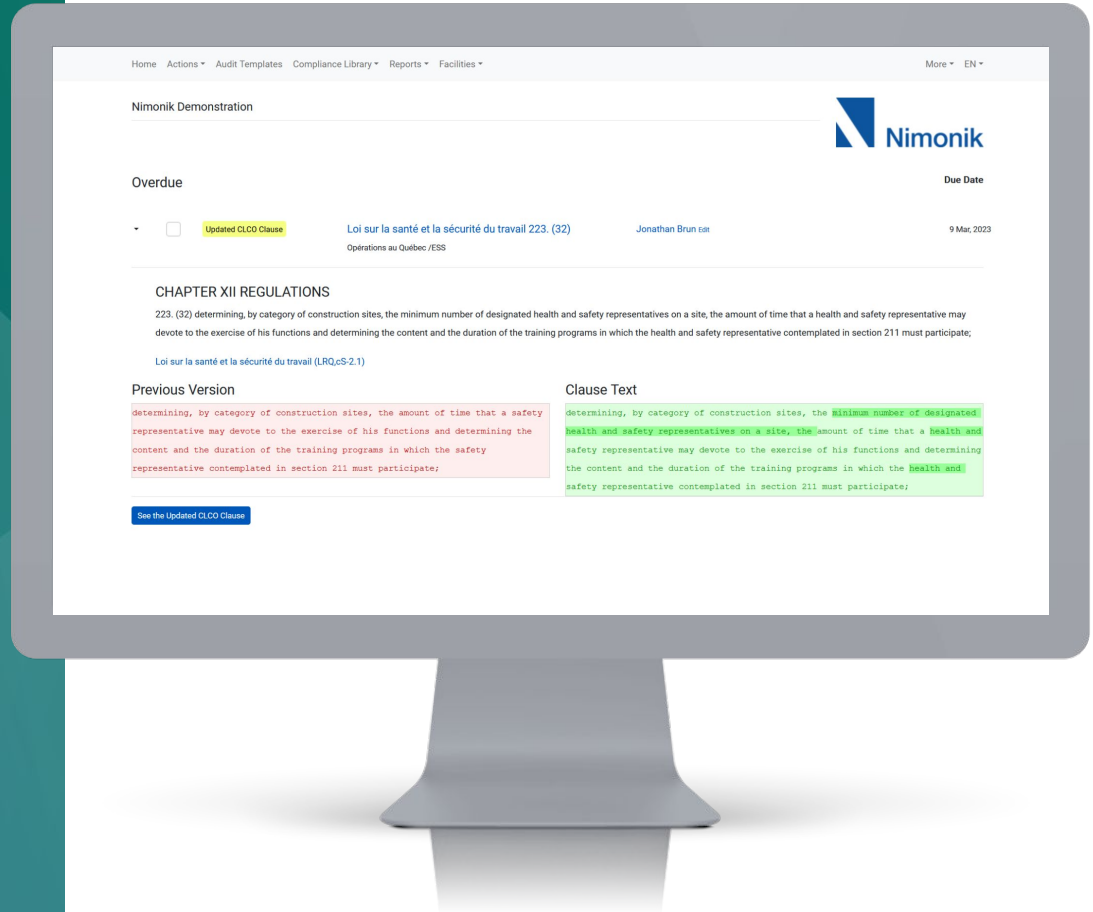 Home Actions Audit Templates Compliance Library Reports Facilities More EN
Nimonik Demonstration
Nimonik
Overdue Due Date
Updated CLCO Clause Loi sur la santé et la sécurité du travail 223. (32) Jonathan Brun Edit 9 Mar, 2023
Opérations au Québec /ESS
CHAPTER XII REGULATIONS
223. (32) determining, by category of construction sites, the minimum number of designated health and safety representatives on a site, the amount of time that a health and safety representative may
devote to the exercise of his functions and determining the content and the duration of the training programs in which the health and safety representative contemplated in section 211 must participate;
Loi sur la santé et la sécurité du travail (LRQ,cS-2.1)
Previous Version
determining, by category of construction sites, the amount of time that a safety
representative may devote to the exercise of his functions and determining the
content and the duration of the training programs in which the safety
representative contemplated in section 211 must participate;
Clause Text
determining, by category of construction sites, the minimum number of designated
health and safety representatives on a site, the amount of time that a health and
safety representative may devote to the exercise of his functions and determining
the content and the duration of the training programs in which the health and
safety representative contemplated in section 211 must participate;
See the Updated CLCO Clause